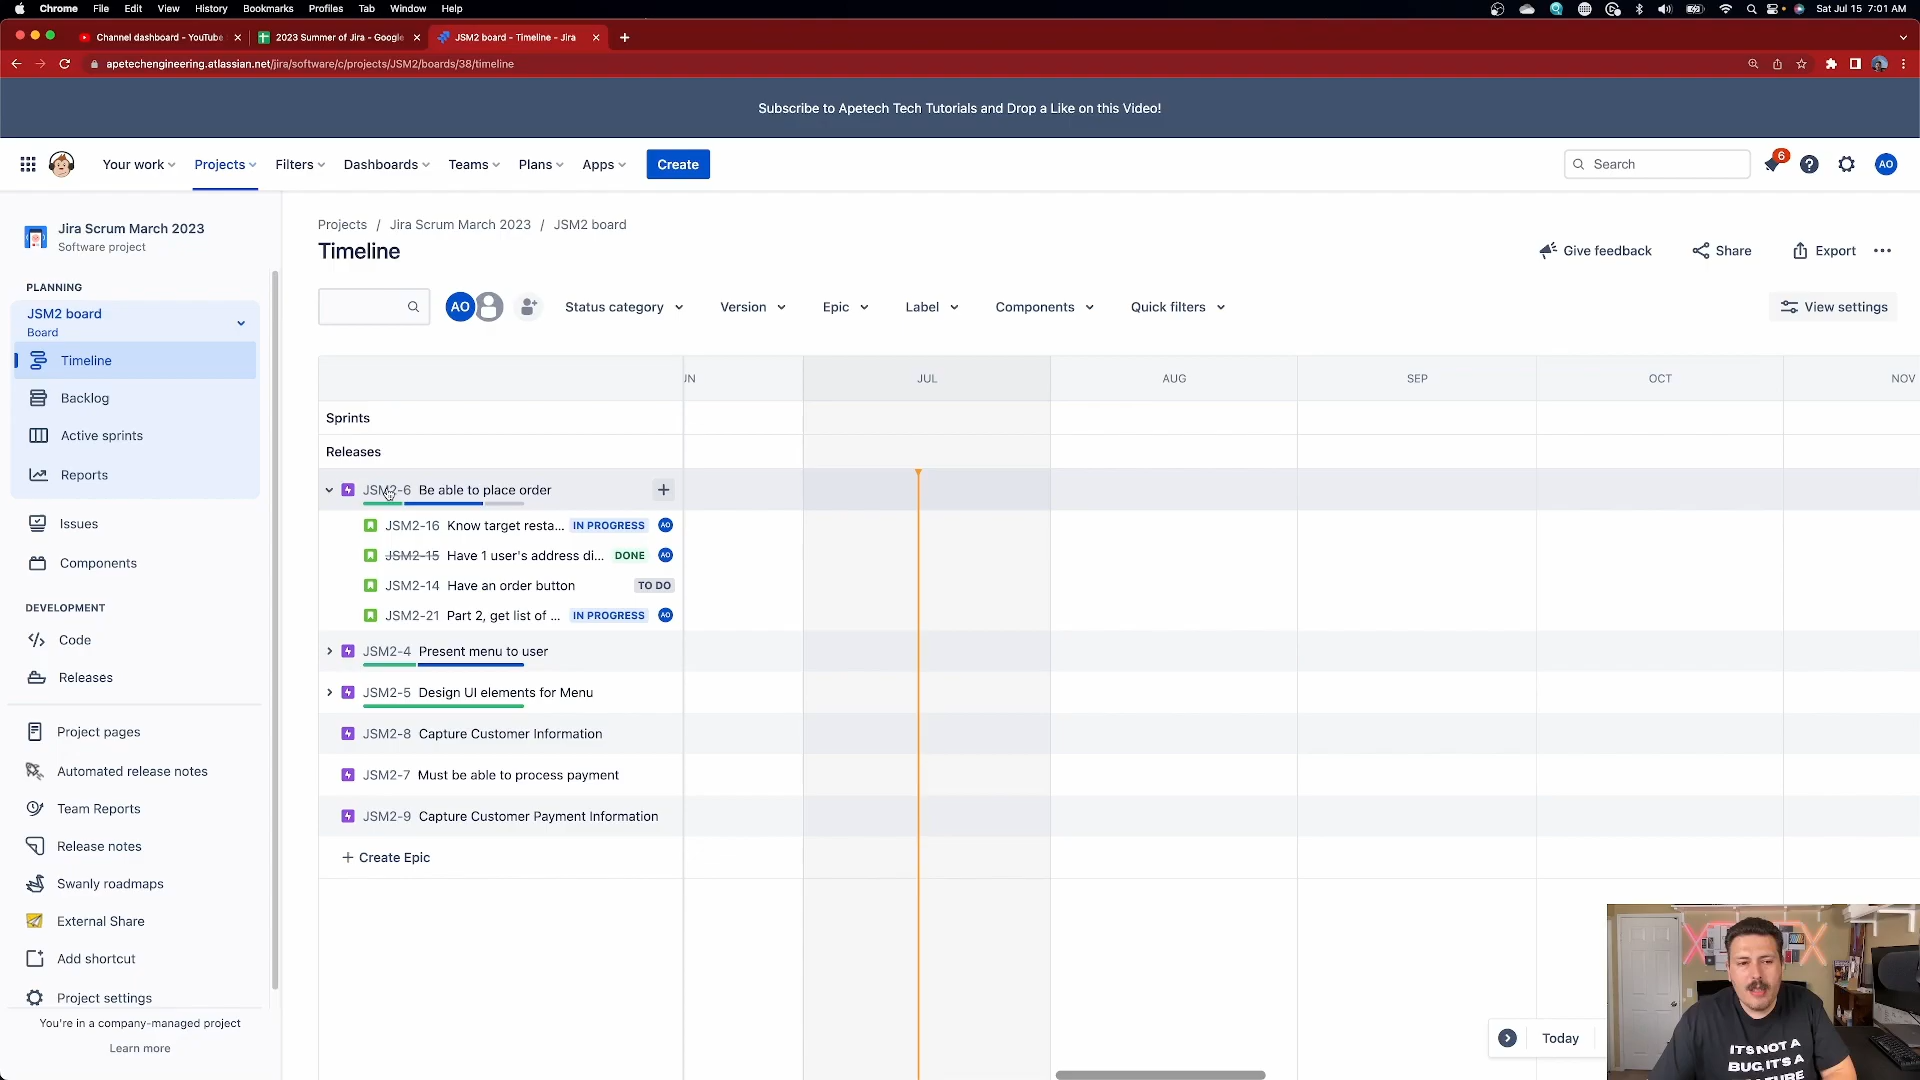 Chrome File Edit View History Bookmarks Profiles Tab Window Help Sat Jul 15 7:01 AM
Channel dashboard - YouTube 2023 Summer of Jira - Google JSM2 board - Timeline - Jira
apetechengineering.atlassian.net/jira/software/c/projects/JSM2/boards/38/timeline
Subscribe to Apetech Tech Tutorials and Drop a Like on this Video!
Your work Projects Filters Dashboards Teams Plans Apps Create Search 6 AO
Jira Scrum March 2023
Software project
PLANNING
JSM2 board
Board
Timeline
Backlog
Active sprints
Reports
Issues
Components
DEVELOPMENT
Code
Releases
Project pages
Automated release notes
Team Reports
Release notes
Swanly roadmaps
External Share
Add shortcut
Project settings
You're in a company-managed project
Learn more
Projects / Jira Scrum March 2023 / JSM2 board
Timeline
Give feedback Share Export
AO Status category Version Epic Label Components Quick filters View settings
JN JUL AUG SEP OCT NOV
Sprints
Releases
JSM2-6 Be able to place order
JSM2-16 Know target resta... IN PROGRESS AO
JSM2-15 Have 1 user's address di... DONE AO
JSM2-14 Have an order button TO DO
JSM2-21 Part 2, get list of ... IN PROGRESS AO
JSM2-4 Present menu to user
JSM2-5 Design UI elements for Menu
JSM2-8 Capture Customer Information
JSM2-7 Must be able to process payment
JSM2-9 Capture Customer Payment Information
+ Create Epic
Today
IT'S NOT A
BUG, IT'S A